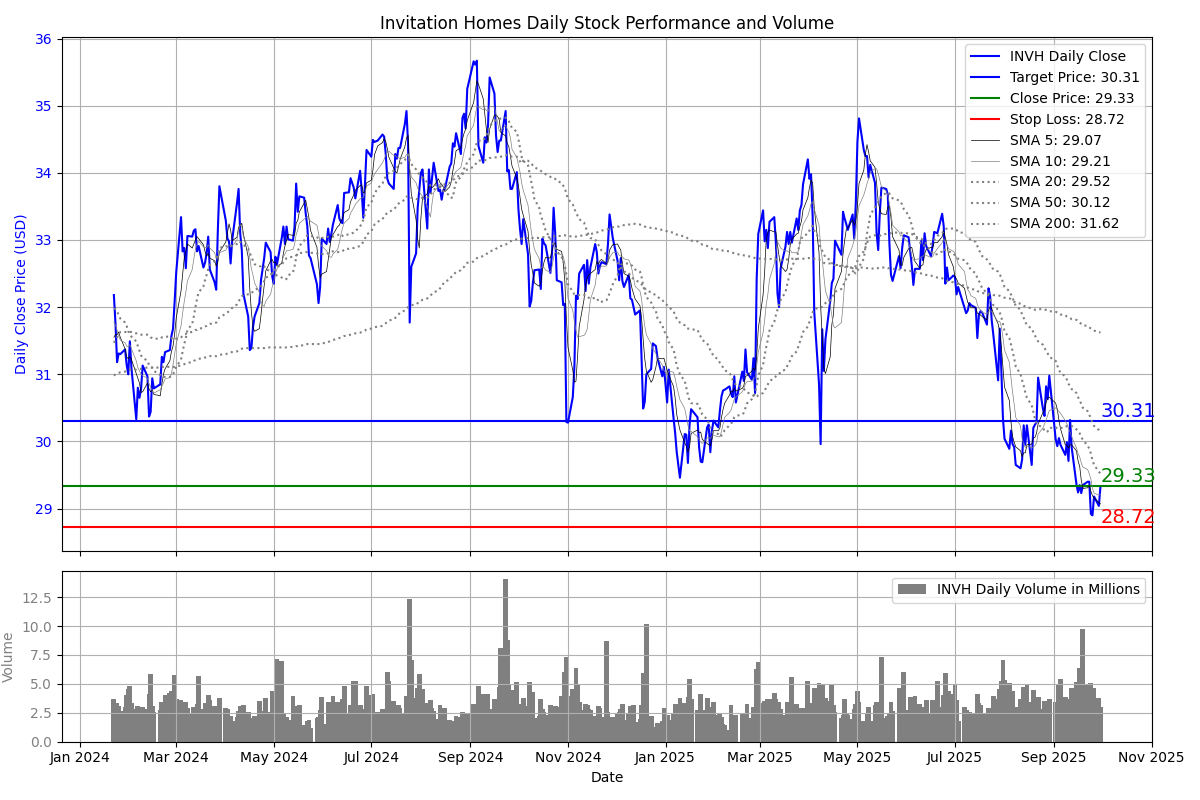 Invitation Homes Daily Stock Performance and Volume
Daily Close Price (USD)
36
35
34
33
32
31
30
29
INVH Daily Close
Target Price: 30.31
Close Price: 29.33
Stop Loss: 28.72
SMA 5: 29.07
SMA 10: 29.21
SMA 20: 29.52
SMA 50: 30.12
SMA 200: 31.62
30.31
29.33
28.72
Volume
12.5
10.0
7.5
5.0
2.5
0.0
INVH Daily Volume in Millions
Jan 2024 Mar 2024 May 2024 Jul 2024 Sep 2024 Nov 2024 Jan 2025 Mar 2025 May 2025 Jul 2025 Sep 2025 Nov 2025
Date